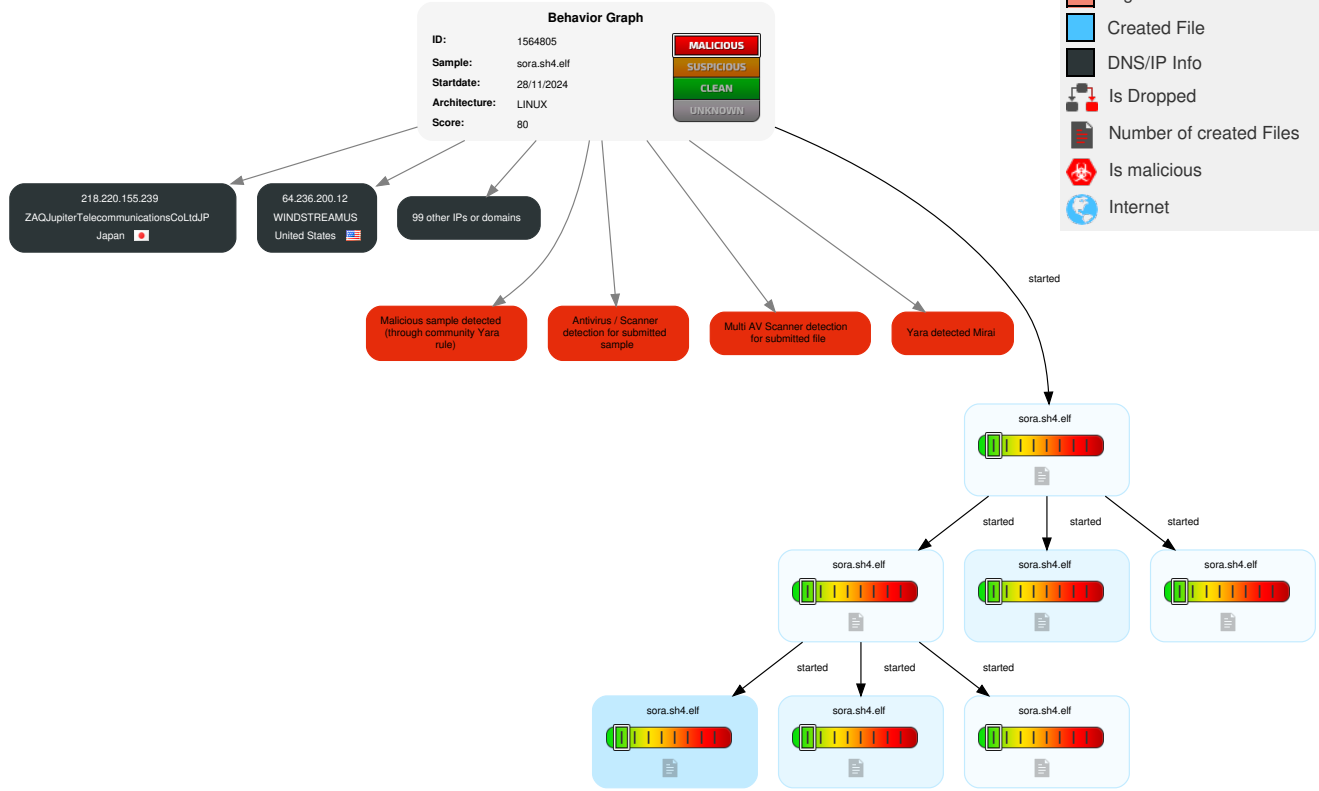 Behavior Graph
ID:
1564805
Sample:
sora.sh4.elf
Startdate:
28/11/2024
Architecture:
LINUX
Score:
80
MALICIOUS
SUSPICIOUS
CLEAN
UNKNOWN
Created File
DNS/IP Info
Is Dropped
Number of created Files
Is malicious
Internet
218.220.155.239
ZAQJupiterTelecommunicationsCoLtdJP
Japan
64.236.200.12
WINDSTREAMUS
United States
99 other IPs or domains
started
Malicious sample detected
(through community Yara
rule)
Antivirus / Scanner
detection for submitted
sample
Multi AV Scanner detection
for submitted file
Yara detected Mirai
sora.sh4.elf
started
started
started
sora.sh4.elf
sora.sh4.elf
sora.sh4.elf
started
started
started
sora.sh4.elf
sora.sh4.elf
sora.sh4.elf